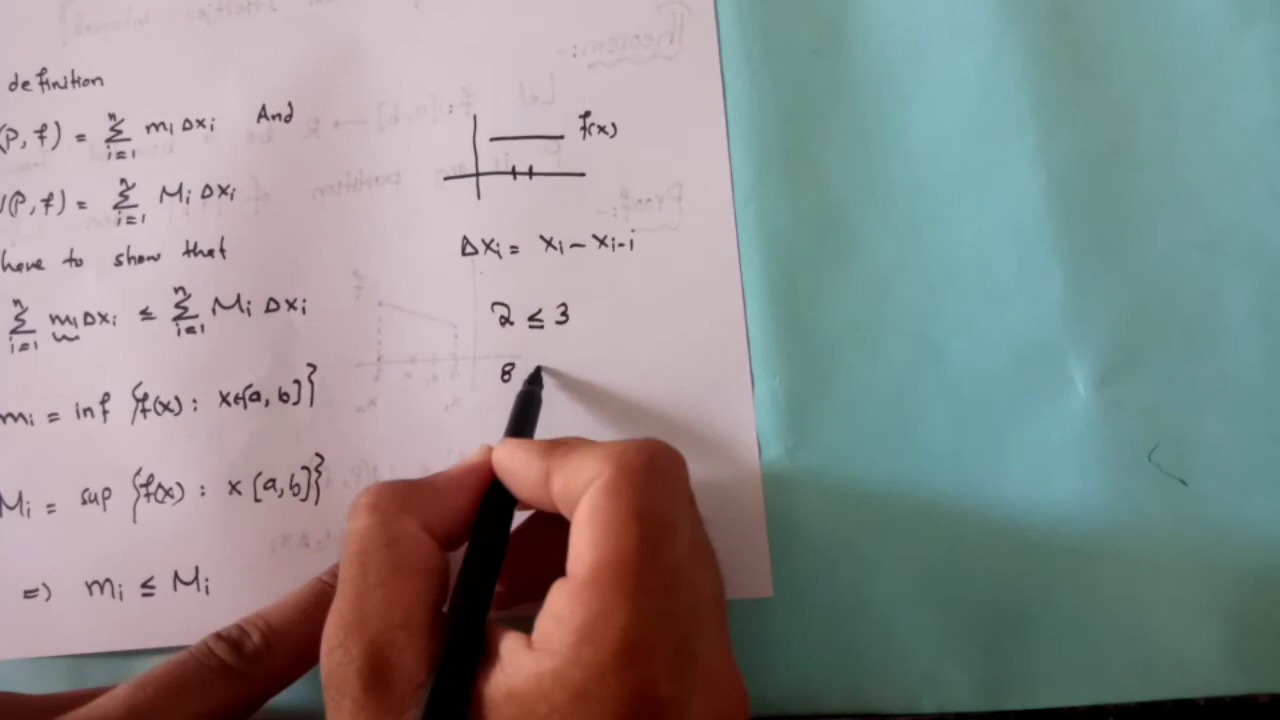 definition
(P, f) = Σ_{i=1}^{n} m_i Δx_i And
U(P, f) = Σ_{i=1}^{n} M_i Δx_i
have to show that
Σ_{i=1}^{n} m_i Δx_i ≤ Σ_{i=1}^{n} M_i Δx_i
m_i = inf {f(x) : x∈[a, b]}
M_i = sup {f(x) : x [a, b]}
=> m_i ≤ M_i
f(x)
Δx_i = x_i − x_{i-i}
2 ≤ 3
8